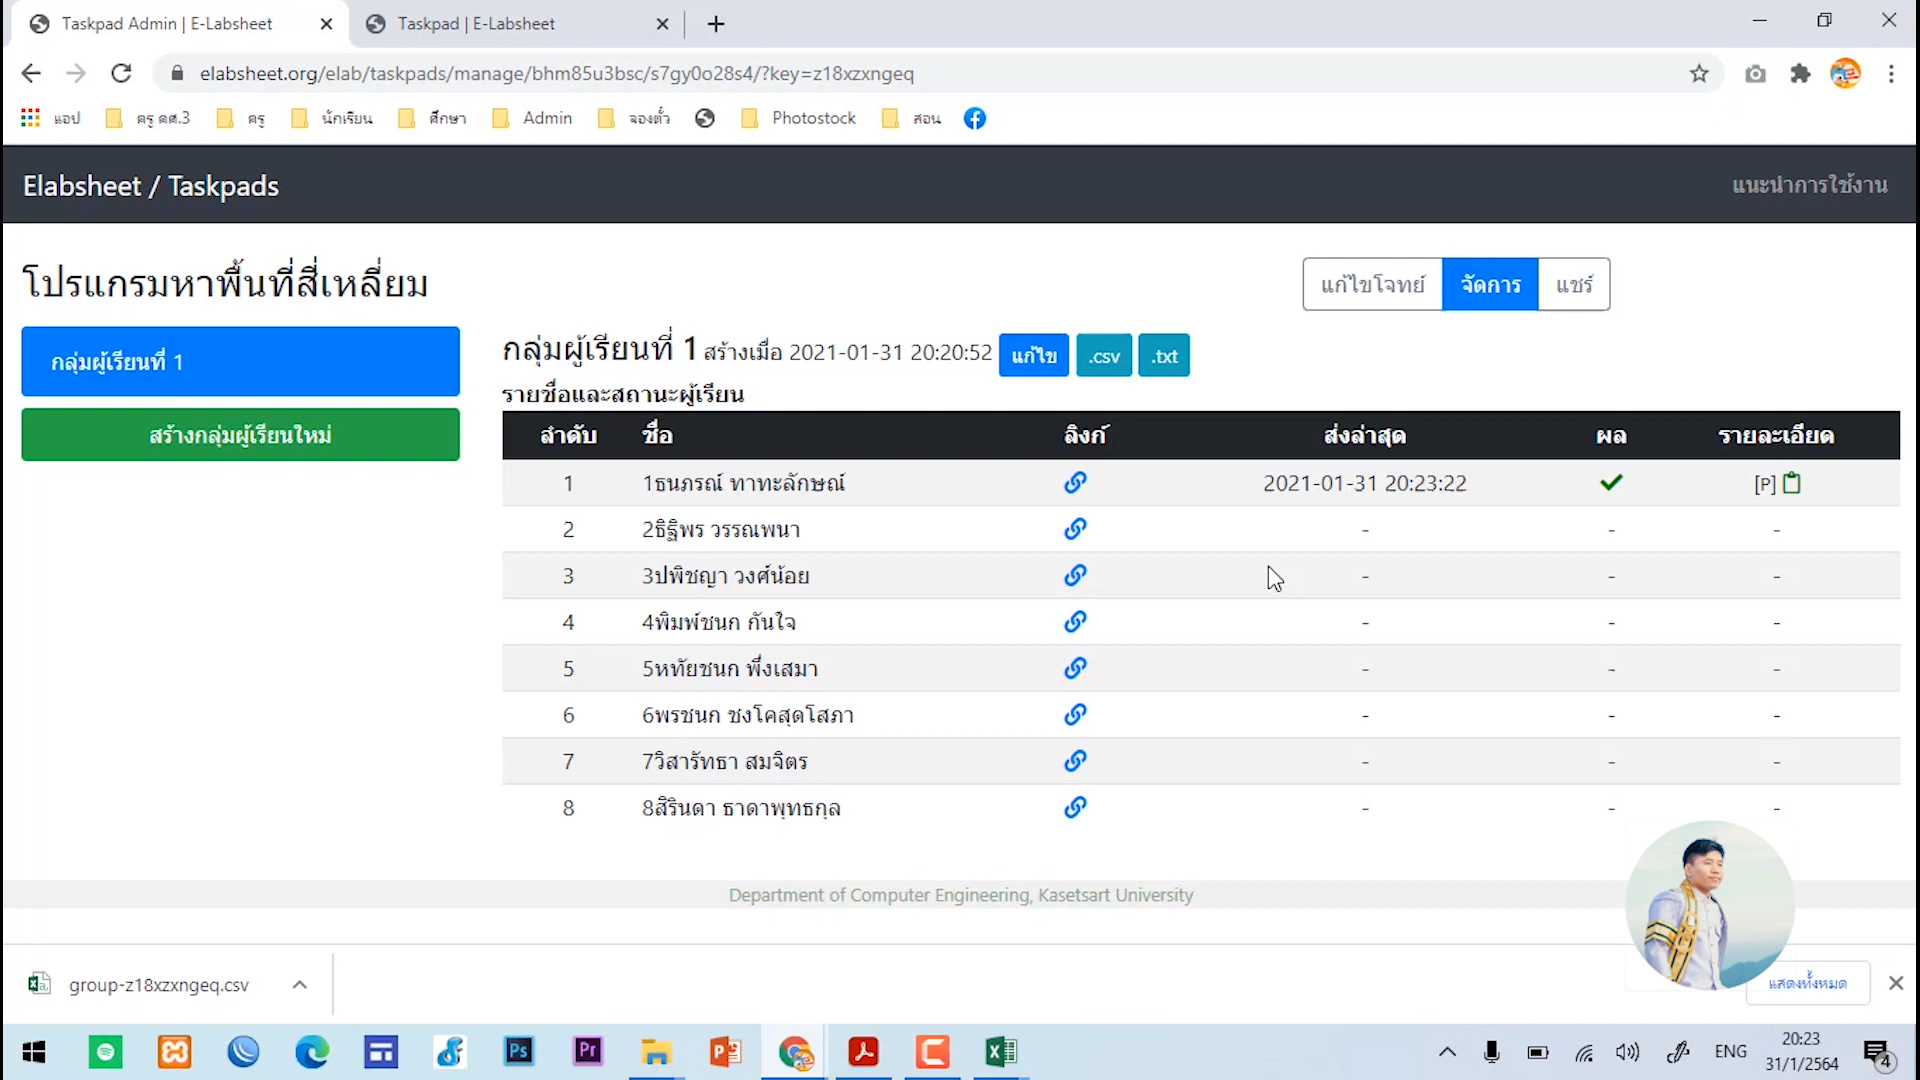 Taskpad Admin | E-Labsheet
Taskpad | E-Labsheet
elabsheet.org/elab/taskpads/manage/bhm85u3bsc/s7gy0o28s4/?key=z18xzxngeq
แอป ครู คศ.3 ครู นักเรียน ศึกษา Admin จองตั๋ว Photostock สอน
Elabsheet / Taskpads แนะนำการใช้งาน
โปรแกรมหาพื้นที่สี่เหลี่ยม
แก้ไขโจทย์ จัดการ แชร์
กลุ่มผู้เรียนที่ 1
สร้างกลุ่มผู้เรียนใหม่
กลุ่มผู้เรียนที่ 1 สร้างเมื่อ 2021-01-31 20:20:52 แก้ไข .csv .txt
รายชื่อและสถานะผู้เรียน
ลำดับ ชื่อ ลิงก์ ส่งล่าสุด ผล รายละเอียด
1 1ธนภรณ์ ทาทะลักษณ์ 2021-01-31 20:23:22 [P]
2 2ธิฐิพร วรรณพนา - - -
3 3ปพิชญา วงศ์น้อย - - -
4 4พิมพ์ชนก กันใจ - - -
5 5หทัยชนก พึ่งเสมา - - -
6 6พรชนก ชงโคสุดโสภา - - -
7 7วิสารัทธา สมจิตร - - -
8 8สิรินดา ธาดาพุทธกุล - - -
Department of Computer Engineering, Kasetsart University
group-z18xzxngeq.csv
แสดงทั้งหมด
Ps Pr
ENG
20:23
31/1/2564
4